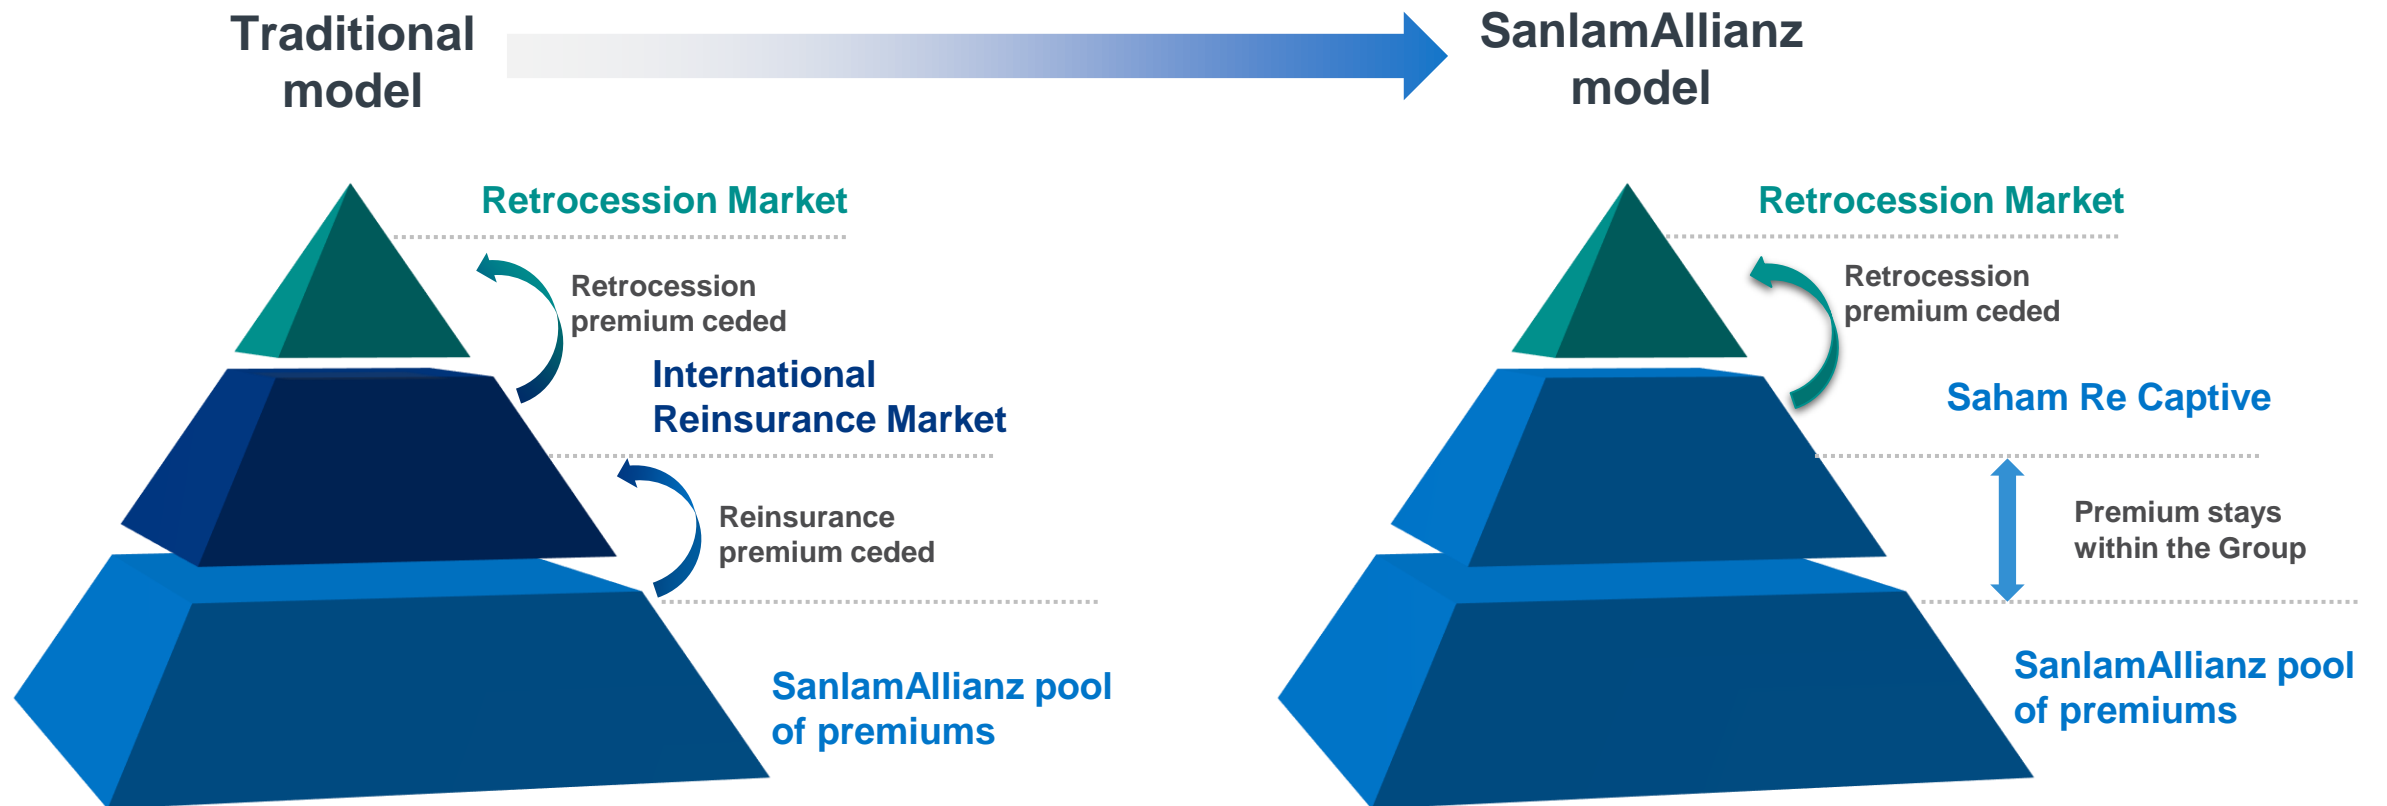 Traditional
model
SanlamAllianz
model
Retrocession Market
Retrocession
premium ceded
International
Reinsurance Market
Reinsurance
premium ceded
SanlamAllianz pool
of premiums
Retrocession Market
Retrocession
premium ceded
Saham Re Captive
Premium stays
within the Group
SanlamAllianz pool
of premiums